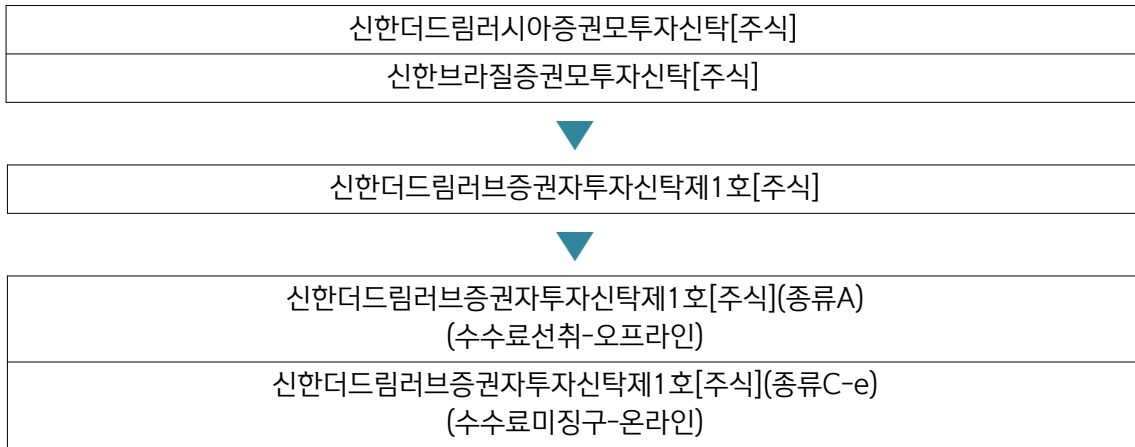 신한더드림러시아증권모투자신탁[주식]
신한브라질증권모투자신탁[주식]
신한더드림러브증권자투자신탁제1호[주식]
신한더드림러브증권자투자신탁제1호[주식](종류A)
(수수료선취-오프라인)
신한더드림러브증권자투자신탁제1호[주식](종류C-e)
(수수료미징구-온라인)